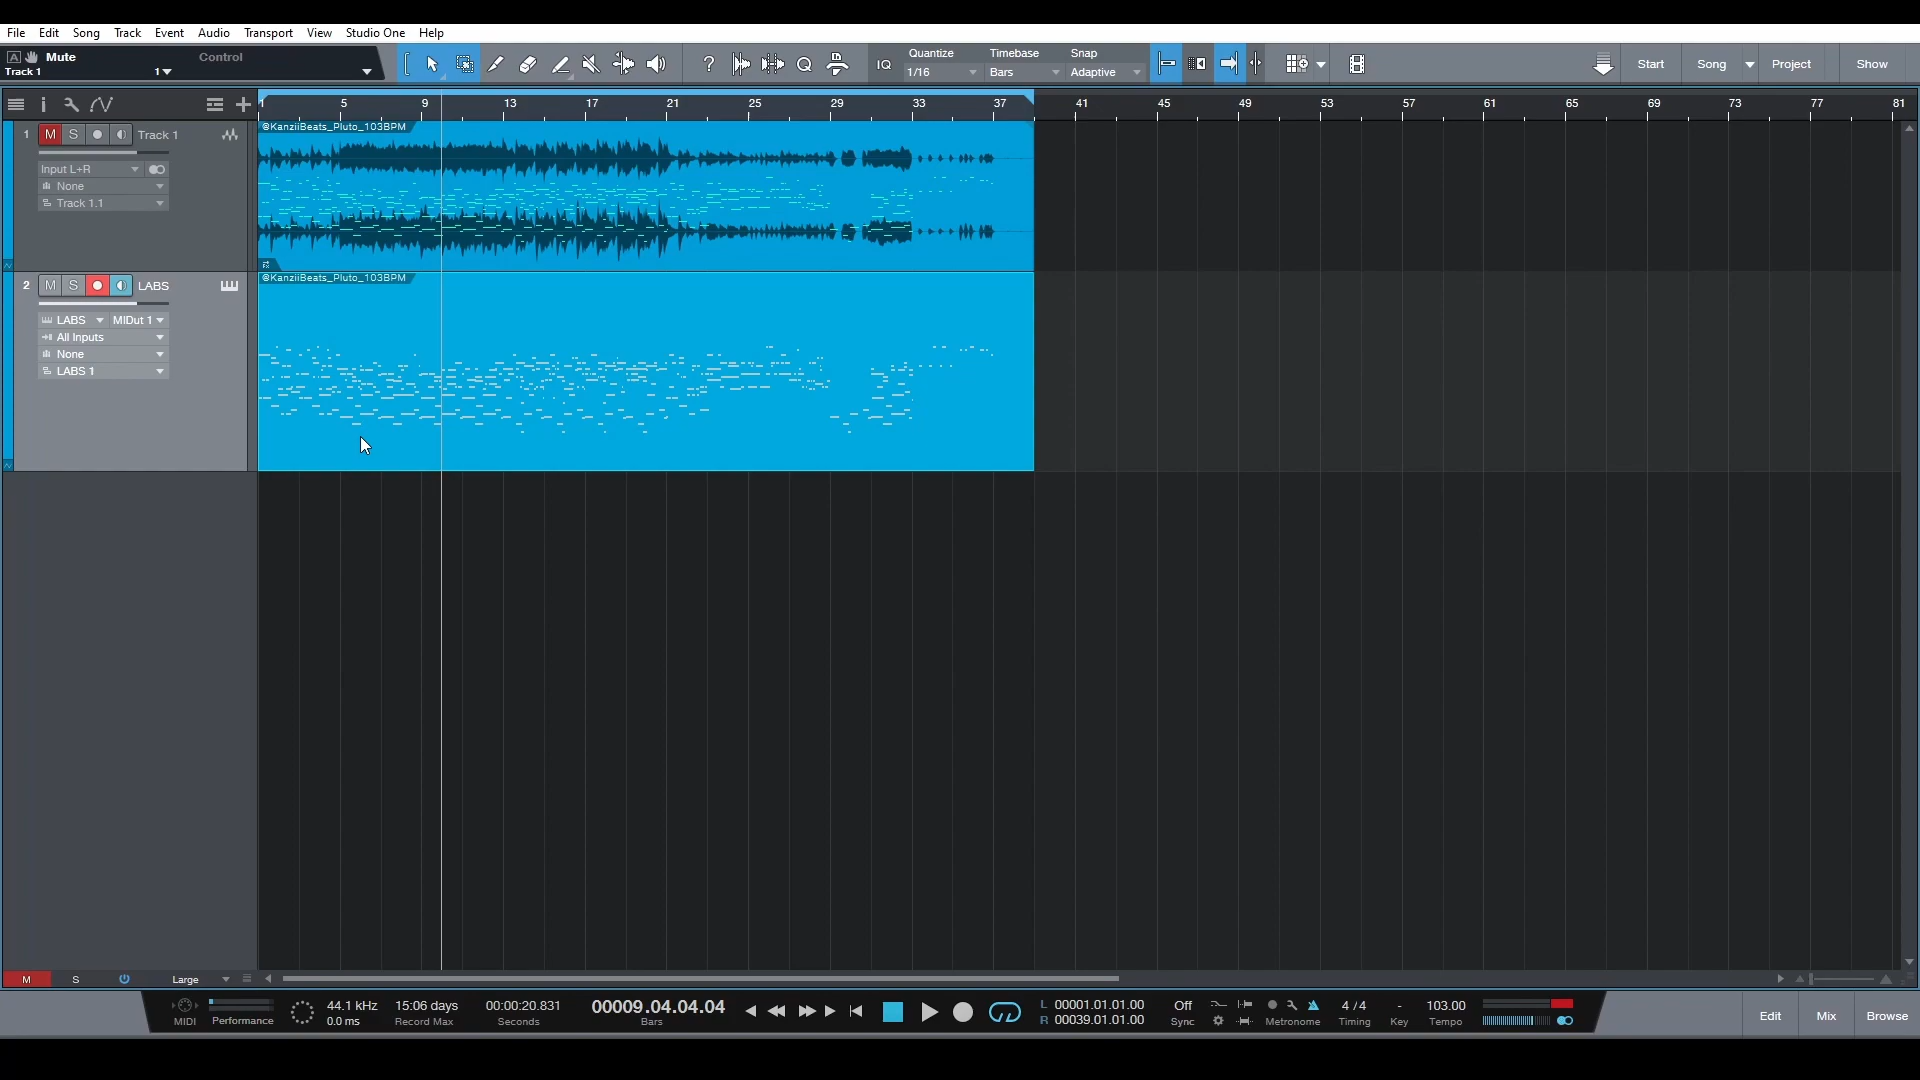 File Edit Song Track Event Audio Transport View Studio One Help
A Mute Control
Track 1 1
IQ Quantize Timebase Snap
1/16 Bars Adaptive
? Q
Start Song Project Show
1 5 9 13 17 21 25 29 33 37 41 45 49 53 57 61 65 69 73 77 81
1 M S Track 1
Input L+R
None
Track 1.1
@KanziiBeats_Pluto_103BPM
2 M S LABS
LABS MIDut 1
All Inputs
None
LABS 1
@KanziiBeats_Pluto_103BPM
M S Large
MIDI Performance
44.1 kHz
0.0 ms
15:06 days
Record Max
00:00:20.831
Seconds
00009.04.04.04
Bars
L 00001.01.01.00
R 00039.01.01.00
Off
Sync
Metronome
4 / 4
Timing
-
Key
103.00
Tempo
Edit Mix Browse